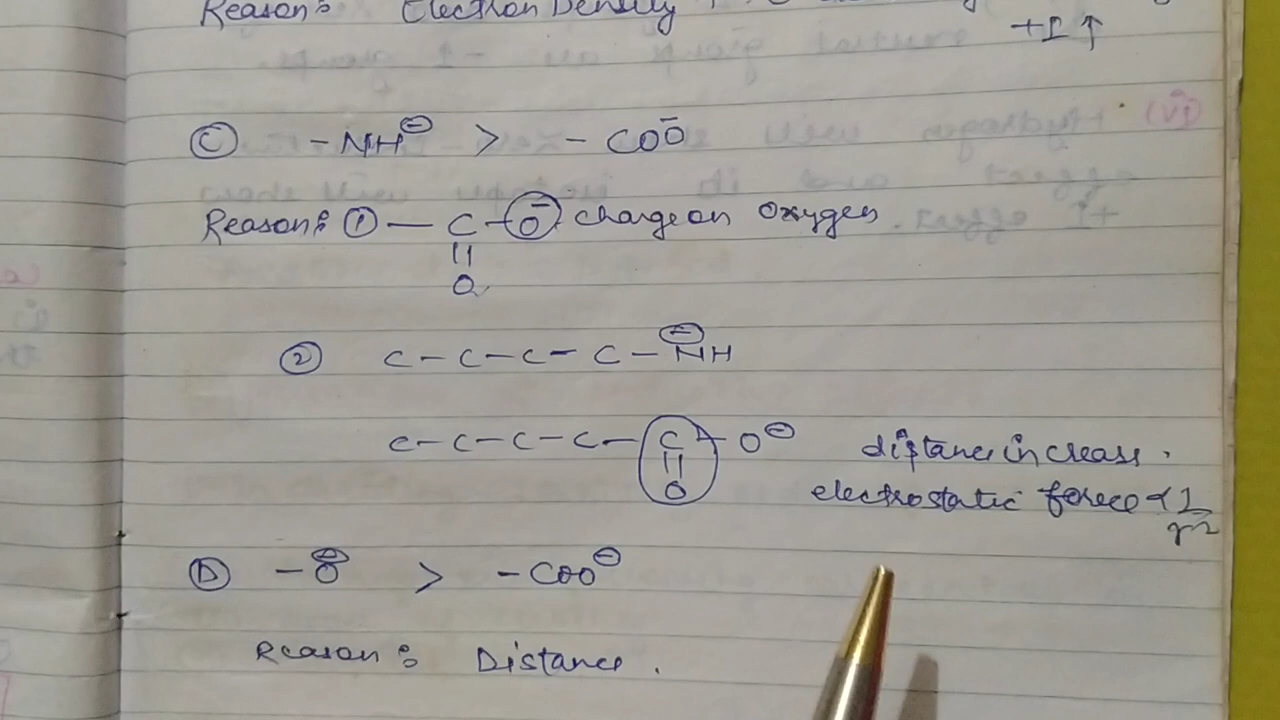 Reason: Electron Density
+I ↑
Ⓒ -NH⊖ > - COO⁻
Reason: ① — C - O⁻ charge on oxygen.
||
O
② C - C - C - C - N⊖H
C - C - C - C - C - O⊖ distance increase.
||
O
electrostatic force ∝ 1/r²
Ⓓ - O⊖ > - COO⊖
Reason: Distance.